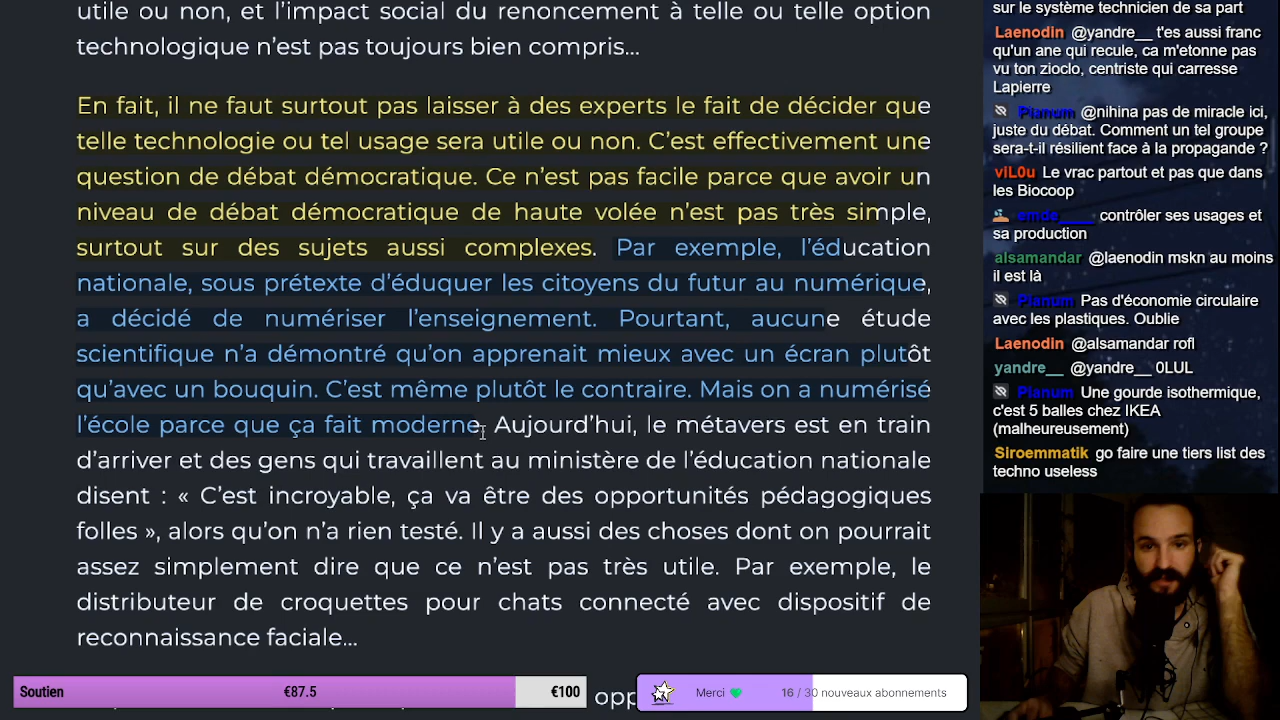 utile ou non, et l’impact social du renoncement à telle ou telle option
technologique n’est pas toujours bien compris…
En fait, il ne faut surtout pas laisser à des experts le fait de décider que
telle technologie ou tel usage sera utile ou non. C’est effectivement une
question de débat démocratique. Ce n’est pas facile parce que avoir un
niveau de débat démocratique de haute volée n’est pas très simple,
surtout sur des sujets aussi complexes. Par exemple, l’éducation
nationale, sous prétexte d’éduquer les citoyens du futur au numérique,
a décidé de numériser l’enseignement. Pourtant, aucune étude
scientifique n’a démontré qu’on apprenait mieux avec un écran plutôt
qu’avec un bouquin. C’est même plutôt le contraire. Mais on a numérisé
l’école parce que ça fait moderne. Aujourd’hui, le métavers est en train
d’arriver et des gens qui travaillent au ministère de l’éducation nationale
disent : « C’est incroyable, ça va être des opportunités pédagogiques
folles », alors qu’on n’a rien testé. Il y a aussi des choses dont on pourrait
assez simplement dire que ce n’est pas très utile. Par exemple, le
distributeur de croquettes pour chats connecté avec dispositif de
reconnaissance faciale…
Soutien €87.5 €100
Merci 16 / 30 nouveaux abonnements
sur le système technicien de sa part
Laenodin @yandre__ t'es aussi franc
qu'un ane qui recule, ca m'etonne pas
vu ton zioclo, centriste qui carresse
Lapierre
Planum @nihina pas de miracle ici,
juste du débat. Comment un tel groupe
sera-t-il résilient face à la propagande ?
viL0u Le vrac partout et pas que dans
les Biocoop
emde____ contrôler ses usages et
sa production
alsamandar @laenodin mskn au moins
il est là
Planum Pas d'économie circulaire
avec les plastiques. Oublie
Laenodin @alsamandar rofl
yandre__ @yandre__ 0LUL
Planum Une gourde isothermique,
c'est 5 balles chez IKEA
(malheureusement)
Siroemmatik go faire une tiers list des
techno useless